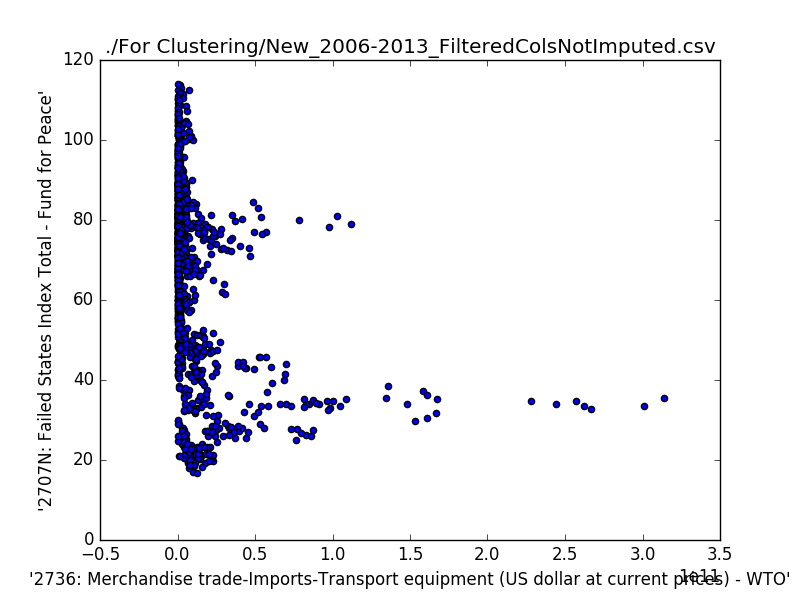 ./For Clustering/New_2006-2013_FilteredColsNotImputed.csv
120
100
80
60
40
20
0
'2707N: Failed States Index Total - Fund for Peace'
−0.5 0.0 0.5 1.0 1.5 2.0 2.5 3.0 3.5
1e11
'2736: Merchandise trade-Imports-Transport equipment (US dollar at current prices) - WTO'